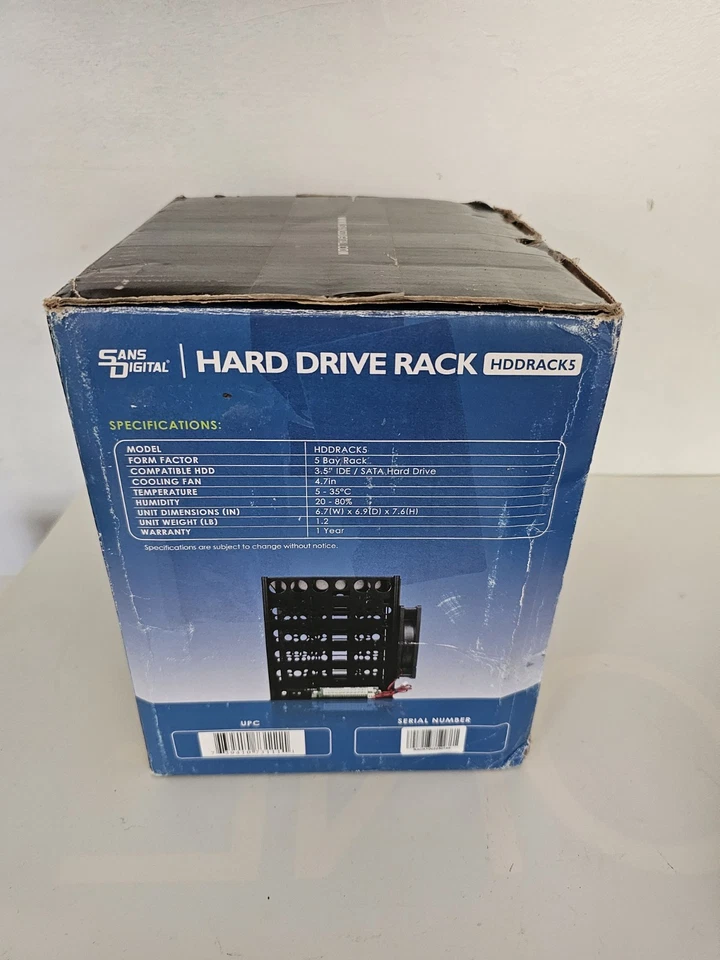 SANS DIGITAL® | HARD DRIVE RACK HDDRACK5
SPECIFICATIONS:
MODEL HDDRACK5
FORM FACTOR 5 Bay Rack
COMPATIBLE HDD 3.5" IDE / SATA Hard Drive
COOLING FAN 4.7in
TEMPERATURE 5 - 35°C
HUMIDITY 20 - 80%
UNIT DIMENSIONS (IN) 6.7(W) x 6.9(D) x 7.6(H)
UNIT WEIGHT (LB) 1.2
WARRANTY 1 Year
Specifications are subject to change without notice.
UPC SERIAL NUMBER